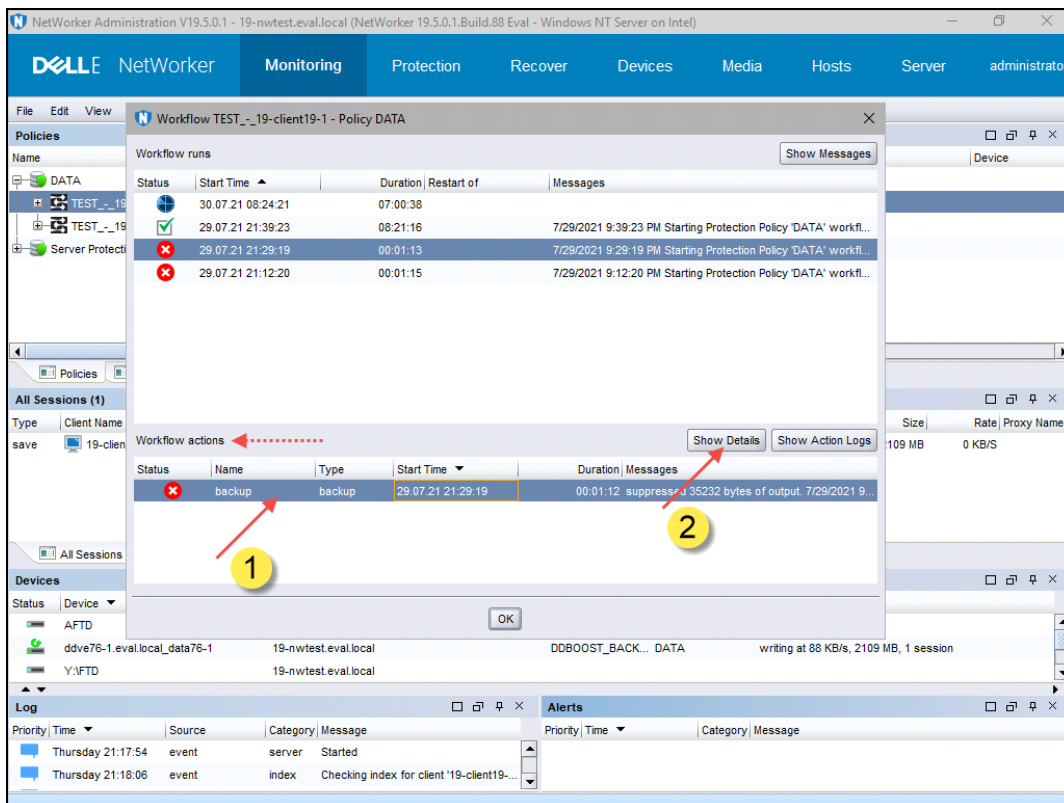 NetWorker Administration V19.5.0.1 - 19-nwtest.eval.local (NetWorker 19.5.0.1.Build.88 Eval - Windows NT Server on Intel)
DELLE NetWorker Monitoring Protection Recover Devices Media Hosts Server administrato
File Edit View
Workflow TEST_-_19-client19-1 - Policy DATA
Policies
Name Device
Workflow runs Show Messages
DATA
Status Start Time Duration Restart of Messages
TEST_-_19
30.07.21 08:24:21 07:00:38
TEST_-_19
29.07.21 21:39:23 08:21:16 7/29/2021 9:39:23 PM Starting Protection Policy 'DATA' workfl...
Server Protecti
29.07.21 21:29:19 00:01:13 7/29/2021 9:29:19 PM Starting Protection Policy 'DATA' workfl...
29.07.21 21:12:20 00:01:15 7/29/2021 9:12:20 PM Starting Protection Policy 'DATA' workfl...
Policies
All Sessions (1)
Type Client Name Size Rate Proxy Name
save 19-clien 109 MB 0 KB/S
Workflow actions Show Details Show Action Logs
Status Name Type Start Time Duration Messages
backup backup 29.07.21 21:29:19 00:01:12 suppressed 35232 bytes of output. 7/29/2021 9...
1
2
All Sessions
OK
Devices
Status Device
AFTD
ddve76-1.eval.local_data76-1 19-nwtest.eval.local DDBOOST_BACK... DATA writing at 88 KB/s, 2109 MB, 1 session
Y:\FTD 19-nwtest.eval.local
Log
Priority Time Source Category Message
Thursday 21:17:54 event server Started
Thursday 21:18:06 event index Checking index for client '19-client19-...
Alerts
Priority Time Category Message